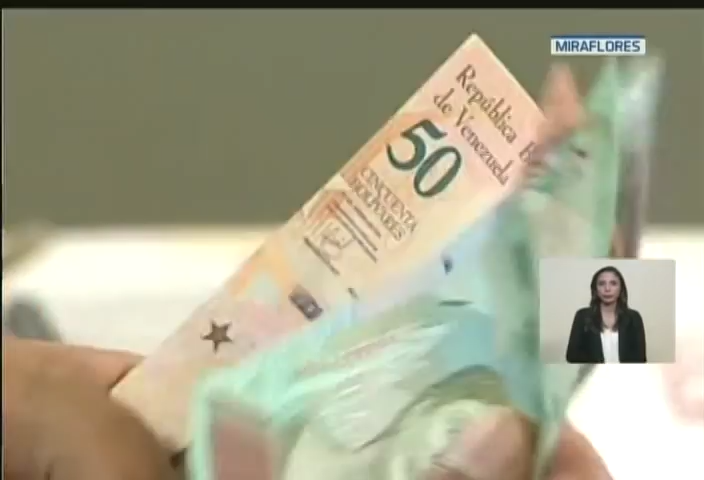 MIRAFLORES
República B
de Venezuela
50
CINCUENTA
BOLÍVARES